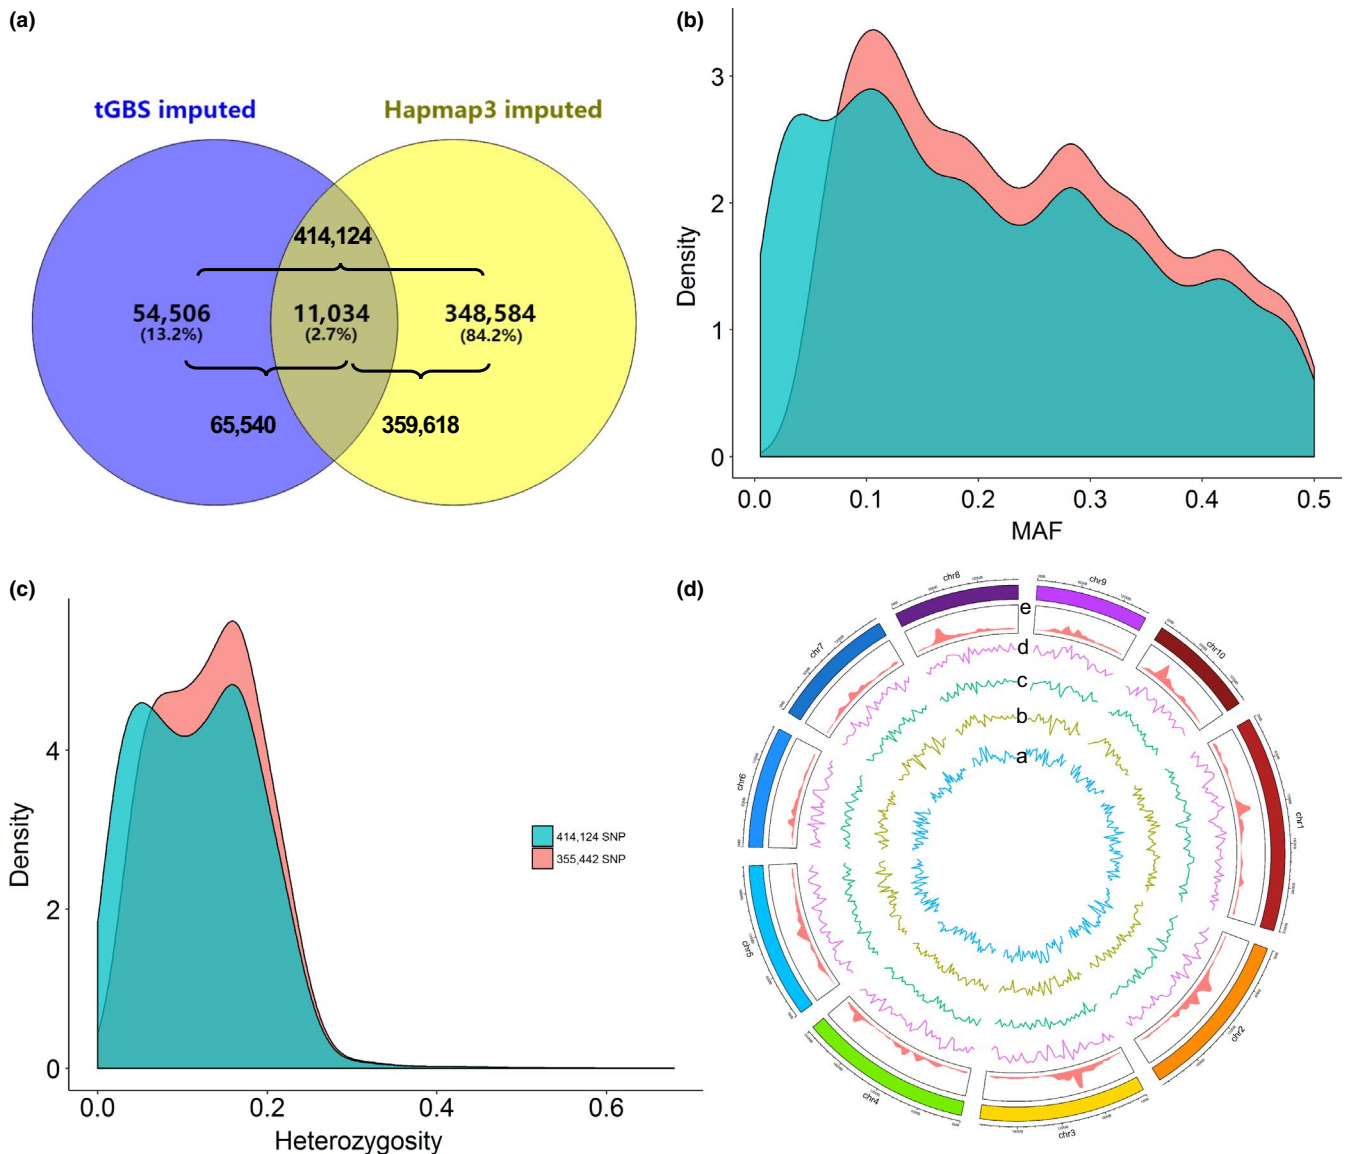 (a)
tGBS imputed
Hapmap3 imputed
414,124
54,506
(13.2%)
11,034
(2.7%)
348,584
(84.2%)
65,540
359,618
(b)
Density
3
2
1
0
0.0 0.1 0.2 0.3 0.4 0.5
MAF
(c)
Density
4
2
0
0.0 0.2 0.4 0.6
Heterozygosity
414,124 SNP
355,442 SNP
(d)
chr8
chr9
chr10
chr7
chr6
chr1
chr5
chr2
chr4
chr3
e
d
c
b
a